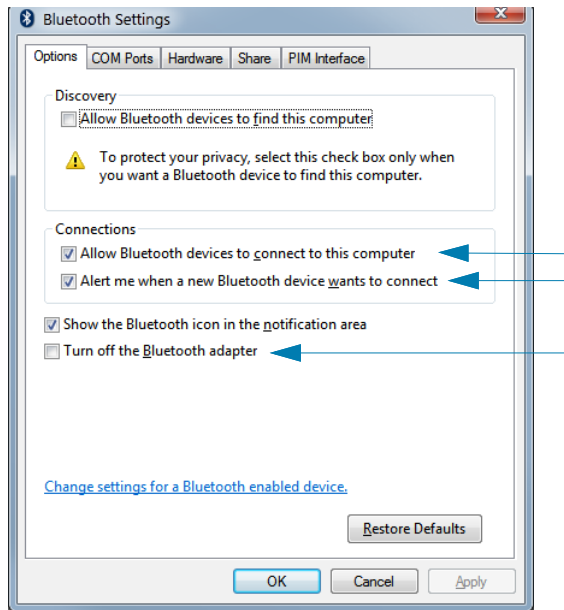 Bluetooth Settings
Options COM Ports Hardware Share PIM Interface
Discovery
Allow Bluetooth devices to find this computer
To protect your privacy, select this check box only when
you want a Bluetooth device to find this computer.
Connections
Allow Bluetooth devices to connect to this computer
Alert me when a new Bluetooth device wants to connect
Show the Bluetooth icon in the notification area
Turn off the Bluetooth adapter
Change settings for a Bluetooth enabled device.
Restore Defaults
OK Cancel Apply